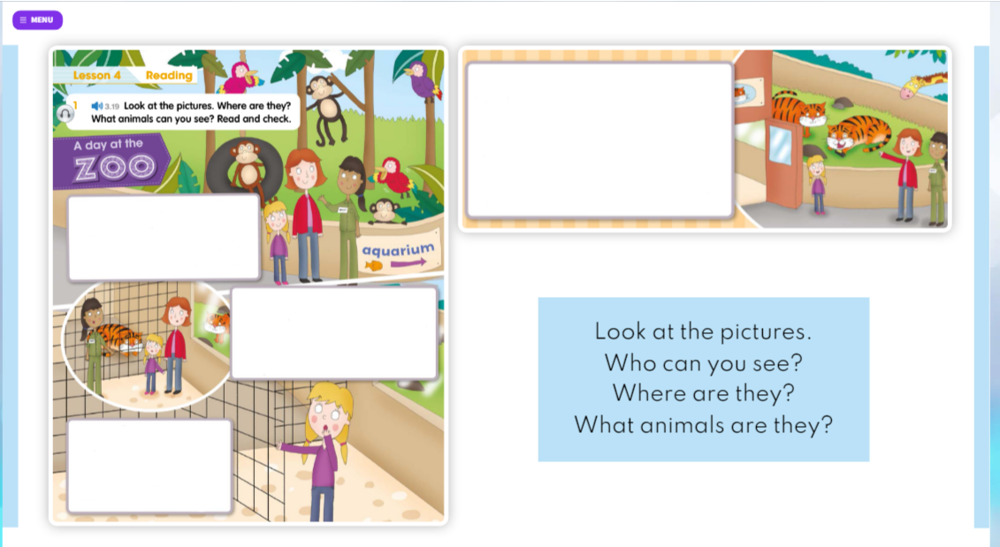 MENU
Lesson 4 Reading
1 3.19 Look at the pictures. Where are they?
What animals can you see? Read and check.
A day at the
ZOO
aquarium
Look at the pictures.
Who can you see?
Where are they?
What animals are they?